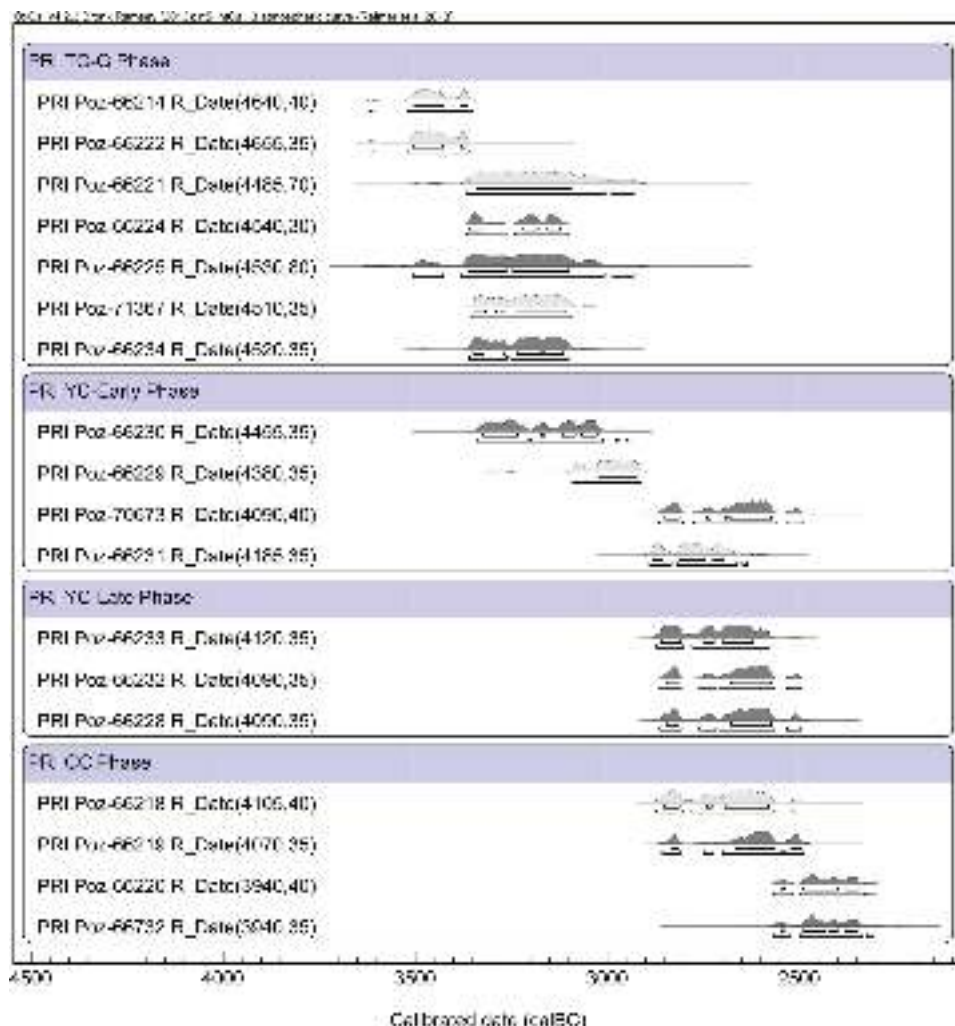 PRI TC-G Phase
PRI Poz-66214 R_Date(4640,40)
PRI Poz-66222 R_Date(4655,35)
PRI Poz-66221 R_Date(4485,70)
PRI Poz-66224 R_Date(4540,30)
PRI Poz-66225 R_Date(4530,80)
PRI Poz-71367 R_Date(4510,35)
PRI Poz-66234 R_Date(4520,35)
PRI YC-Early Phase
PRI Poz-66230 R_Date(4455,35)
PRI Poz-66229 R_Date(4380,35)
PRI Poz-70673 R_Date(4090,40)
PRI Poz-66231 R_Date(4185,35)
PRI YC-Late Phase
PRI Poz-66233 R_Date(4120,35)
PRI Poz-66232 R_Date(4090,35)
PRI Poz-66228 R_Date(4090,35)
PRI CC Phase
PRI Poz-66218 R_Date(4105,40)
PRI Poz-66219 R_Date(4070,35)
PRI Poz-66220 R_Date(3940,40)
PRI Poz-66732 R_Date(3940,35)
4500 4000 3500 3000 2500
Calibrated date (calBC)